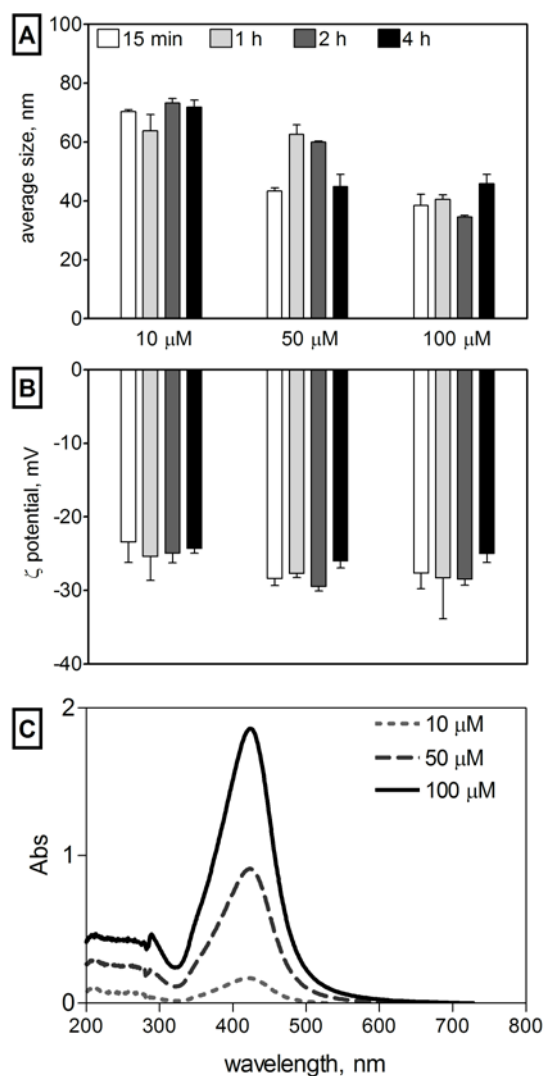 A
100
80
60
40
20
0
average size, nm
15 min 1 h 2 h 4 h
10 μM 50 μM 100 μM
B
0
-10
-20
-30
-40
ζ potential, mV
C
2
1
0
Abs
10 μM
50 μM
100 μM
200 300 400 500 600 700 800
wavelength, nm